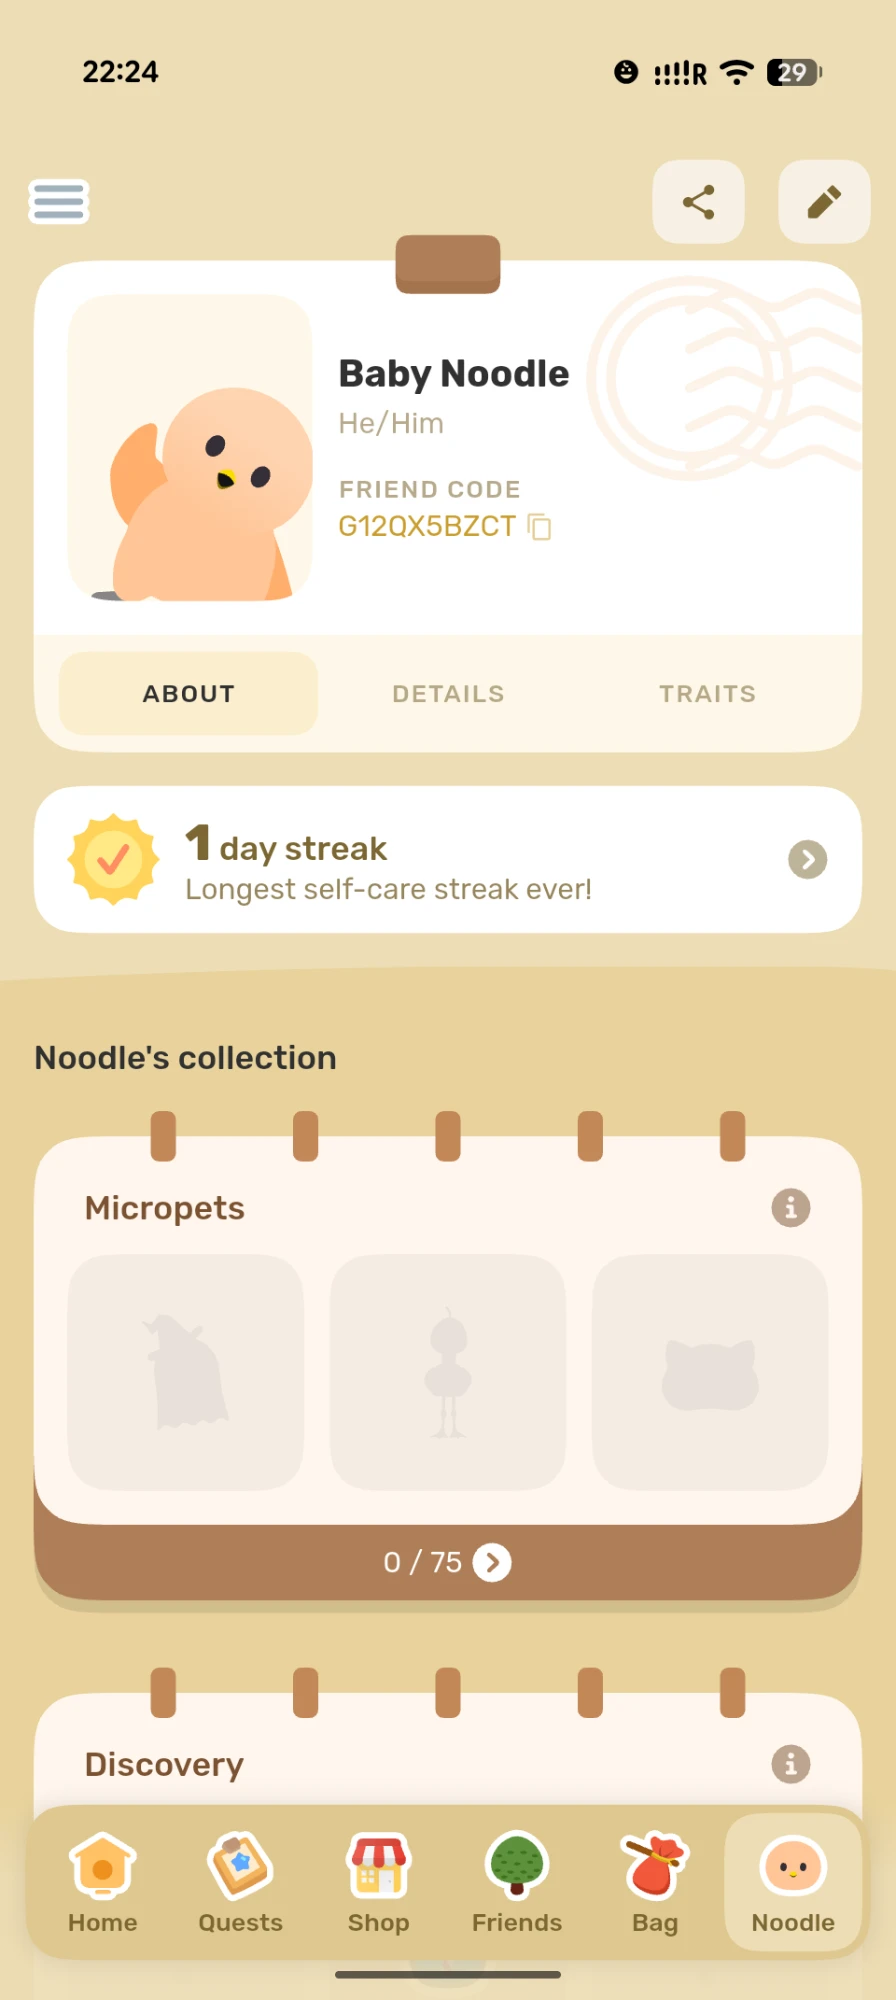 22:24
R
29
Baby Noodle
He/Him
FRIEND CODE
G12QX5BZCT
ABOUT
DETAILS
TRAITS
1 day streak
Longest self-care streak ever!
Noodle's collection
Micropets
0 / 75
Discovery
Home
Quests
Shop
Friends
Bag
Noodle